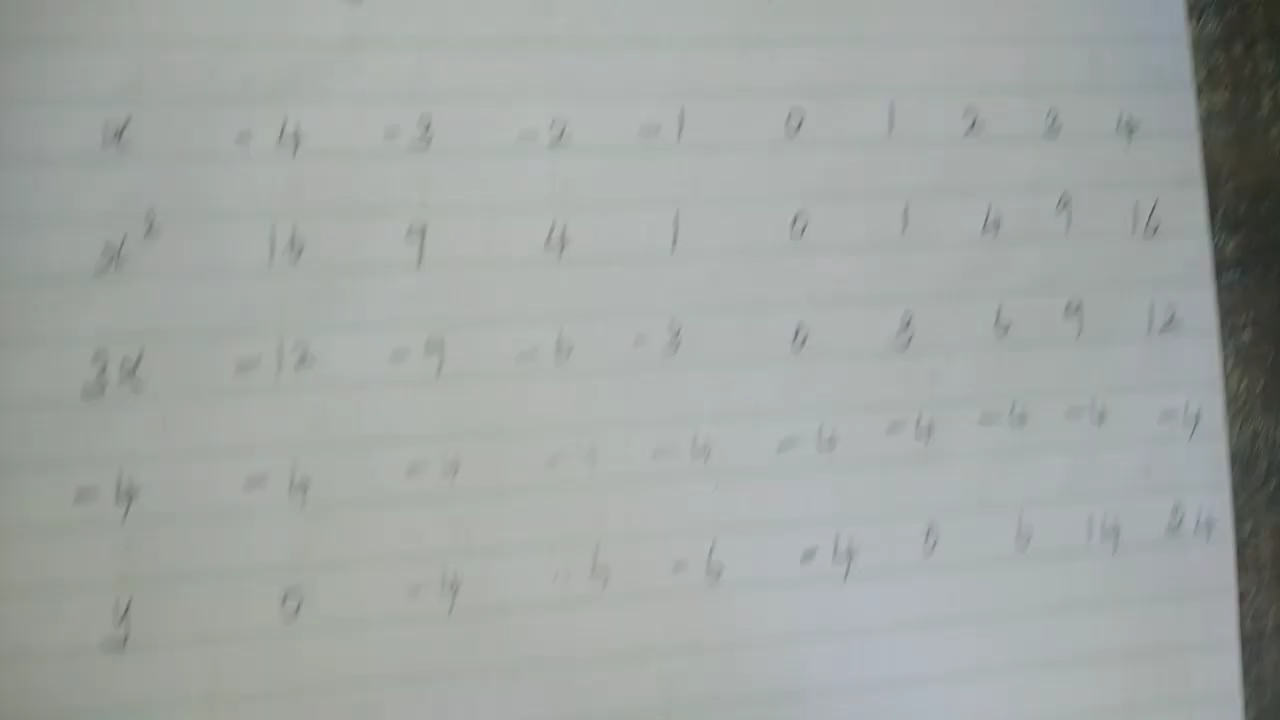 x -4 -3 -2 -1 0 1 2 3 4
x² 16 9 4 1 0 1 4 9 16
3x -12 -9 -6 -3 0 3 6 9 12
-4 -4 -4 -4 -4 -4 -4 -4 -4 -4
y 0 -4 -6 -6 -4 0 6 14 24